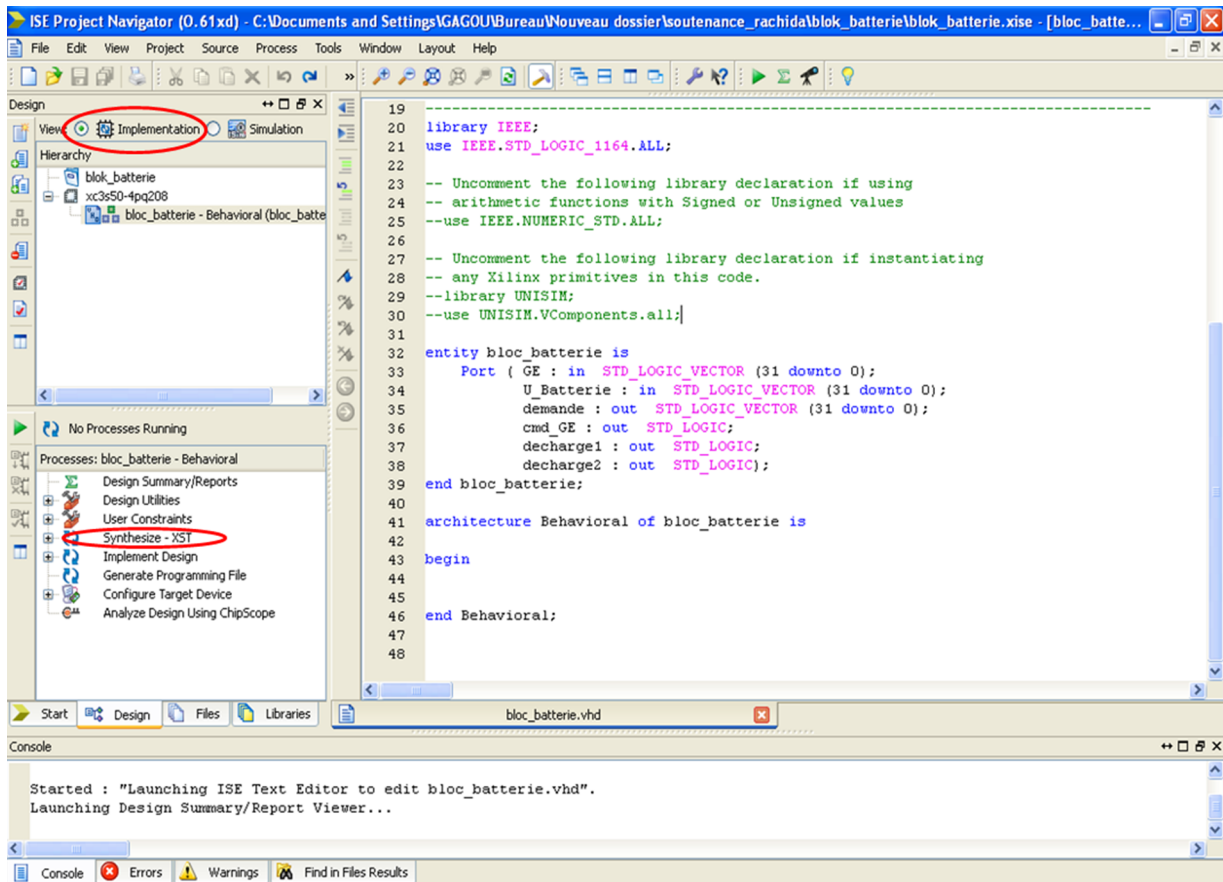 ISE Project Navigator (O.61xd) - C:\Documents and Settings\GAGOU\Bureau\Nouveau dossier\soutenance_rachida\blok_batterie\blok_batterie.xise - [bloc_batte...
File Edit View Project Source Process Tools Window Layout Help
Design
View: Implementation Simulation
Hierarchy
blok_batterie
xc3s50-4pq208
bloc_batterie - Behavioral (bloc_batte
No Processes Running
Processes: bloc_batterie - Behavioral
Design Summary/Reports
Design Utilities
User Constraints
Synthesize - XST
Implement Design
Generate Programming File
Configure Target Device
Analyze Design Using ChipScope
Start Design Files Libraries
19 --------------------------------------------------------------------------------
20 library IEEE;
21 use IEEE.STD_LOGIC_1164.ALL;
22
23 -- Uncomment the following library declaration if using
24 -- arithmetic functions with Signed or Unsigned values
25 --use IEEE.NUMERIC_STD.ALL;
26
27 -- Uncomment the following library declaration if instantiating
28 -- any Xilinx primitives in this code.
29 --library UNISIM;
30 --use UNISIM.VComponents.all;
31
32 entity bloc_batterie is
33 Port ( GE : in STD_LOGIC_VECTOR (31 downto 0);
34 U_Batterie : in STD_LOGIC_VECTOR (31 downto 0);
35 demande : out STD_LOGIC_VECTOR (31 downto 0);
36 cmd_GE : out STD_LOGIC;
37 decharge1 : out STD_LOGIC;
38 decharge2 : out STD_LOGIC);
39 end bloc_batterie;
40
41 architecture Behavioral of bloc_batterie is
42
43 begin
44
45
46 end Behavioral;
47
48
bloc_batterie.vhd
Console
Started : "Launching ISE Text Editor to edit bloc_batterie.vhd".
Launching Design Summary/Report Viewer...
Console Errors Warnings Find in Files Results